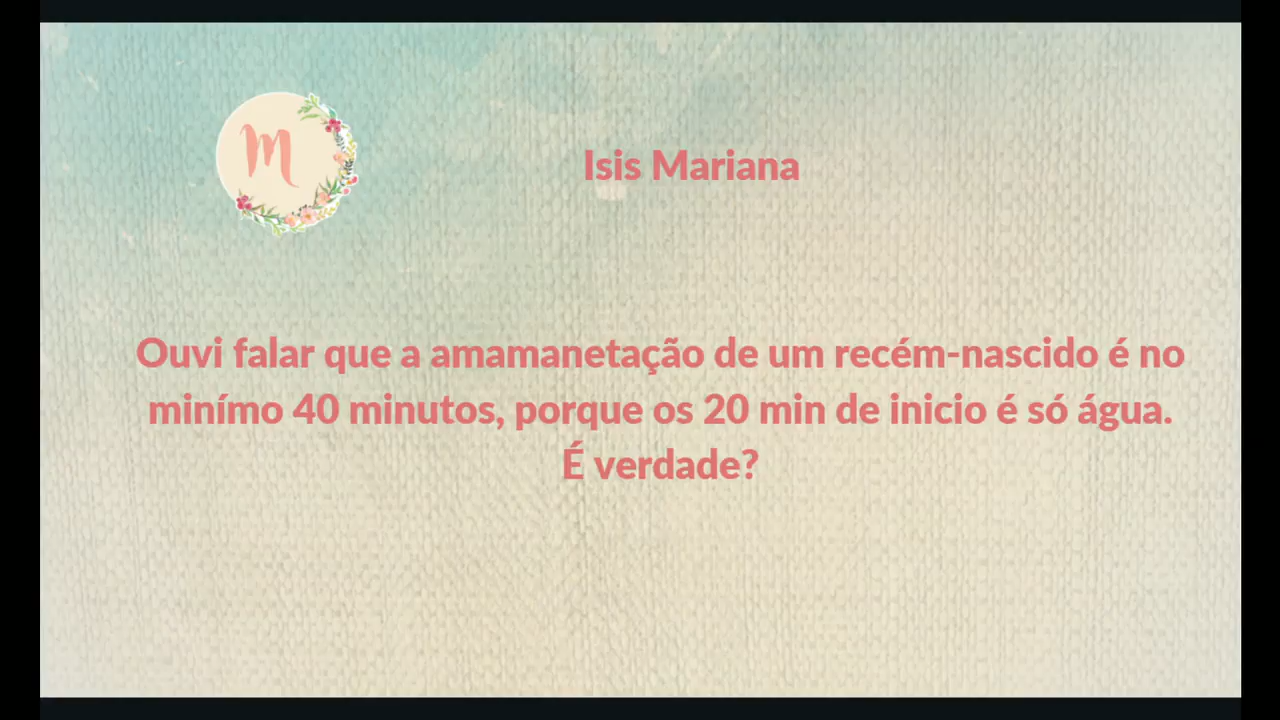 M
Isis Mariana
Ouvi falar que a amamanetação de um recém-nascido é no
minímo 40 minutos, porque os 20 min de inicio é só água.
É verdade?